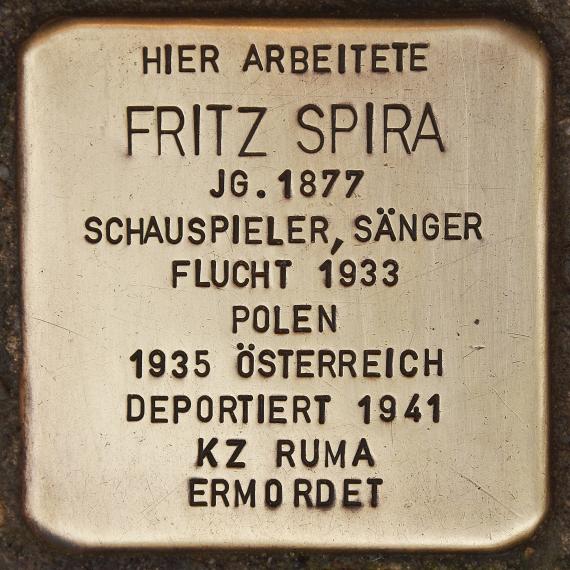 HIER ARBEITETE
FRITZ SPIRA
JG. 1877
SCHAUSPIELER, SÄNGER
FLUCHT 1933
POLEN
1935 ÖSTERREICH
DEPORTIERT 1941
KZ RUMA
ERMORDET